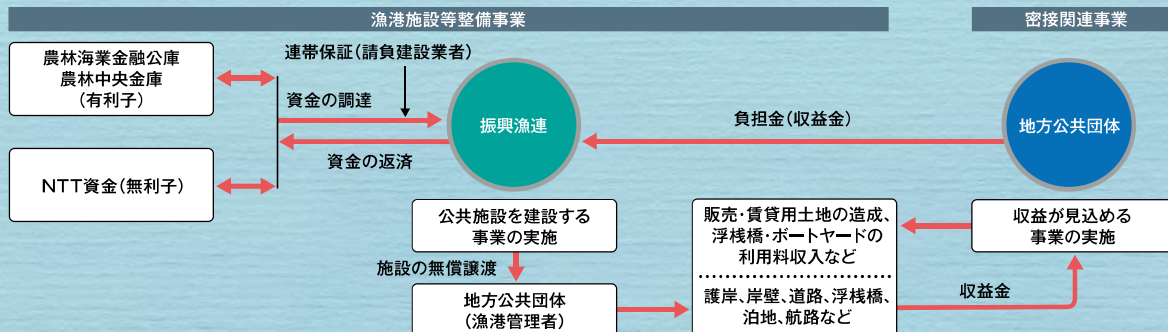 漁港施設等整備事業
密接関連事業
農林海業金融公庫
農林中央金庫
(有利子)
連帯保証(請負建設業者)
資金の調達
振興漁連
負担金(収益金)
地方公共団体
資金の返済
NTT資金(無利子)
公共施設を建設する
事業の実施
販売・賃貸用土地の造成、
浮桟橋・ボートヤードの
利用料収入など
収益が見込める
事業の実施
施設の無償譲渡
地方公共団体
(漁港管理者)
護岸、岸壁、道路、浮桟橋、
泊地、航路など
収益金